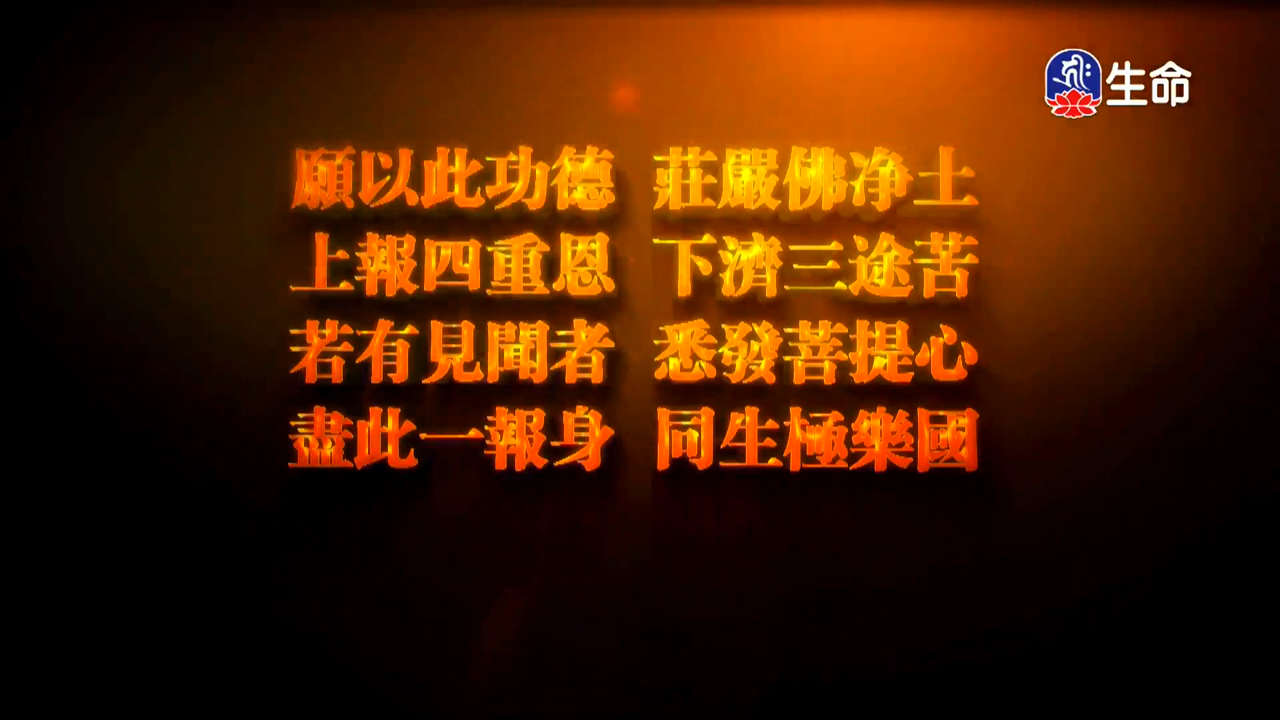 生命
願以此功德 莊嚴佛净土
上報四重恩 下濟三途苦
若有見聞者 悉發菩提心
盡此一報身 同生極樂國